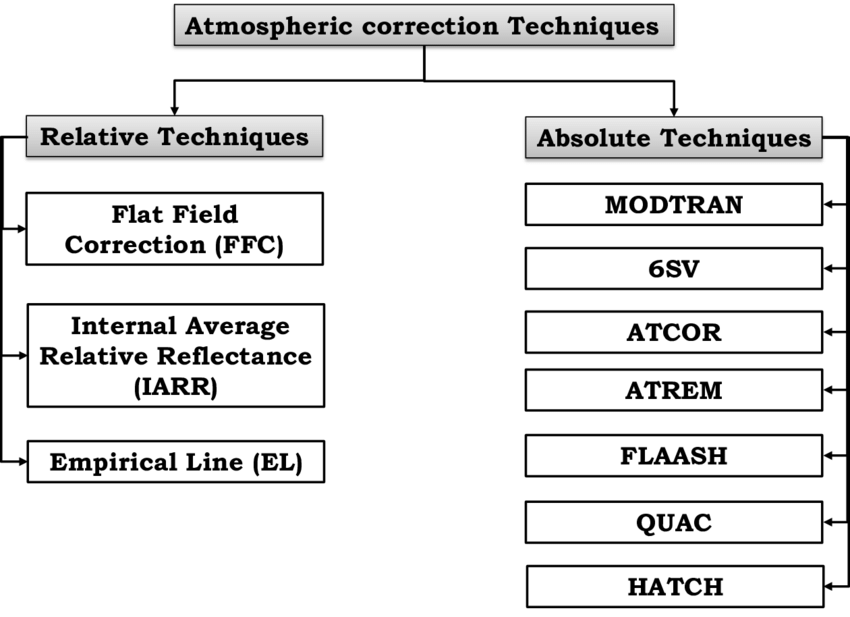 Atmospheric correction Techniques
Relative Techniques
Flat Field
Correction (FFC)
Internal Average
Relative Reflectance
(IARR)
Empirical Line (EL)
Absolute Techniques
MODTRAN
6SV
ATCOR
ATREM
FLAASH
QUAC
HATCH